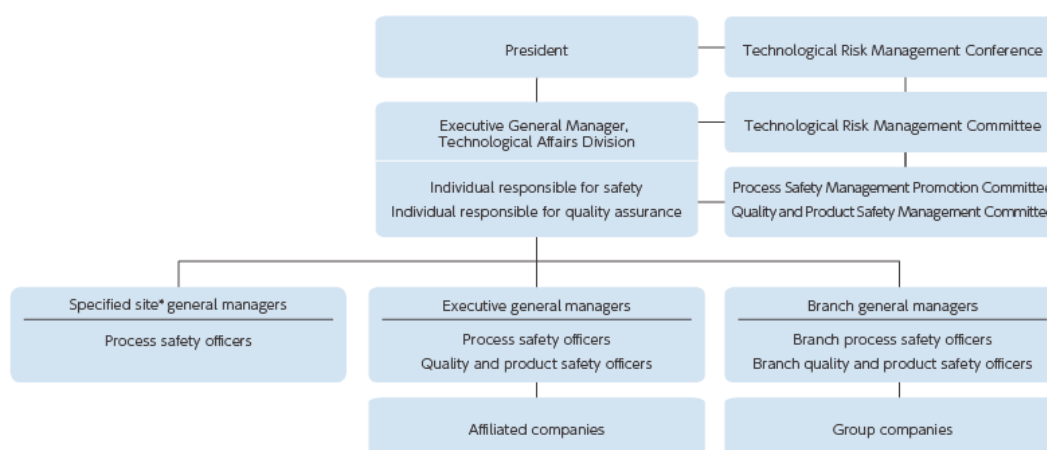 President
Technological Risk Management Conference
Executive General Manager,
Technological Affairs Division
Technological Risk Management Committee
Individual responsible for safety
Individual responsible for quality assurance
Process Safety Management Promotion Committee
Quality and Product Safety Management Committee
Specified site* general managers
Process safety officers
Executive general managers
Process safety officers
Quality and product safety officers
Branch general managers
Branch process safety officers
Branch quality and product safety officers
Affiliated companies
Group companies